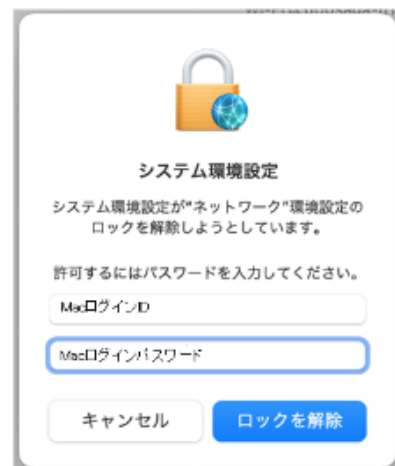 システム環境設定
システム環境設定が"ネットワーク"環境設定の
ロックを解除しようとしています。
許可するにはパスワードを入力してください。
MacログインID
Macログインパスワード
キャンセル
ロックを解除